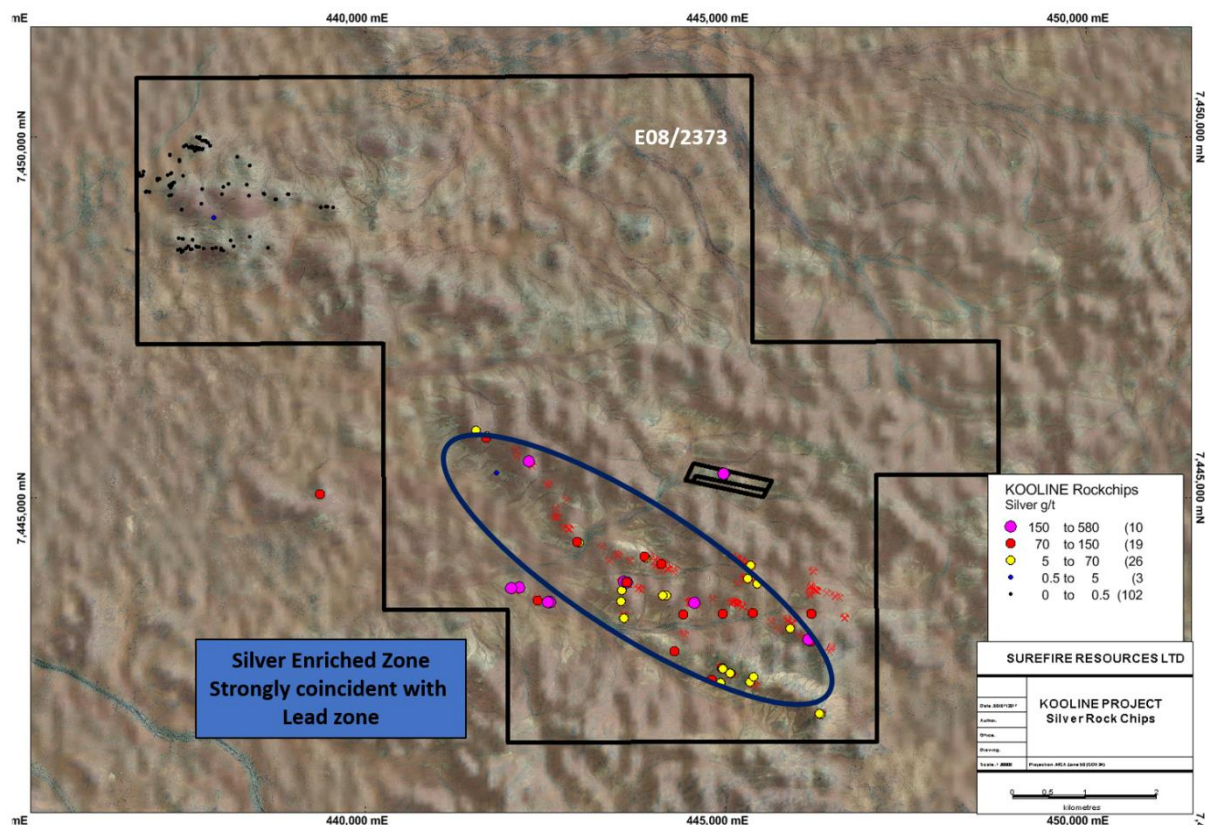 mE
440,000 mE
445,000 mE
450,000 mE
7,450,000 mN
7,450,000 mN
E08/2373
7,445,000 mN
7,445,000 mN
KOOLINE Rockchips
Silver g/t
150 to 580 (10
70 to 150 (19
5 to 70 (26
0.5 to 5 (3
0 to 0.5 (102
Silver Enriched Zone
Strongly coincident with
Lead zone
SUREFIRE RESOURCES LTD
KOOLINE PROJECT
Silver Rock Chips
Author:
Office:
Drawing:
0 0.5 1 2
kilometres
mE
440,000 mE
445,000 mE
450,000 mE